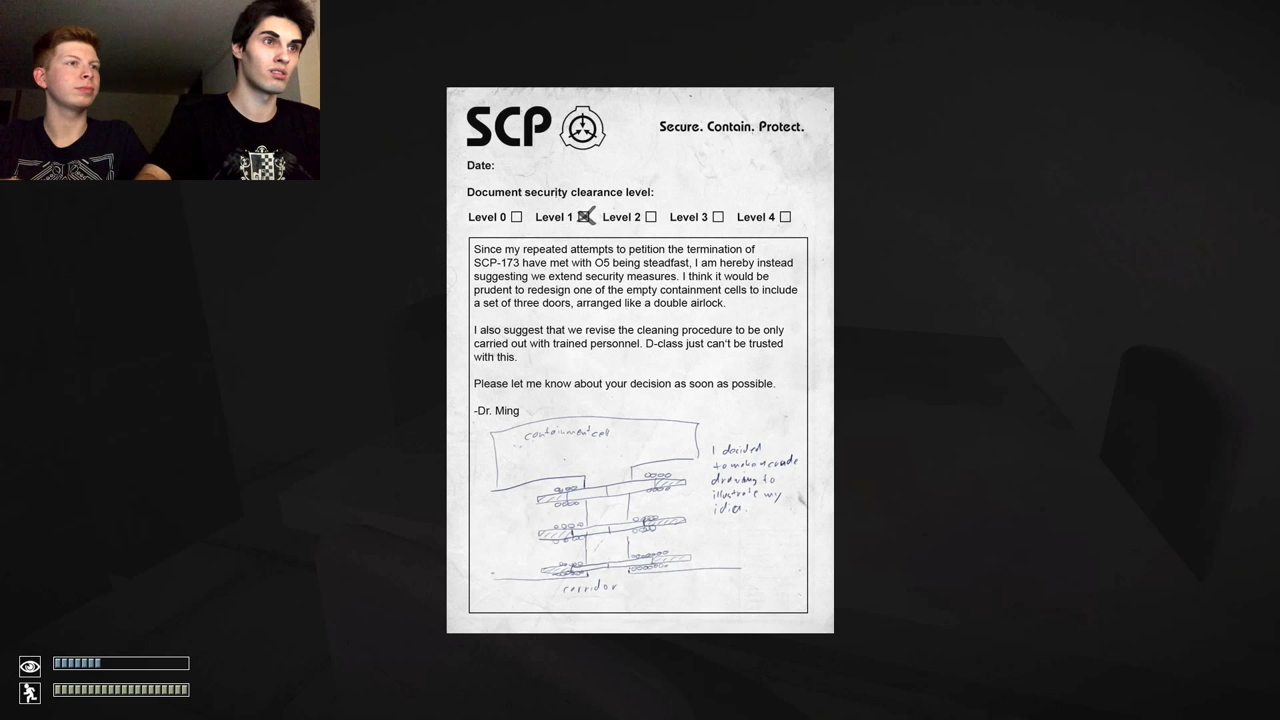 SCP
Secure. Contain. Protect.
Date:
Document security clearance level:
Level 0 Level 1 Level 2 Level 3 Level 4
Since my repeated attempts to petition the termination of
SCP-173 have met with O5 being steadfast, I am hereby instead
suggesting we extend security measures. I think it would be
prudent to redesign one of the empty containment cells to include
a set of three doors, arranged like a double airlock.
I also suggest that we revise the cleaning procedure to be only
carried out with trained personnel. D-class just can't be trusted
with this.
Please let me know about your decision as soon as possible.
-Dr. Ming
containment cell
I decided
to make a crude
drawing to
illustrate my
idea.
corridor